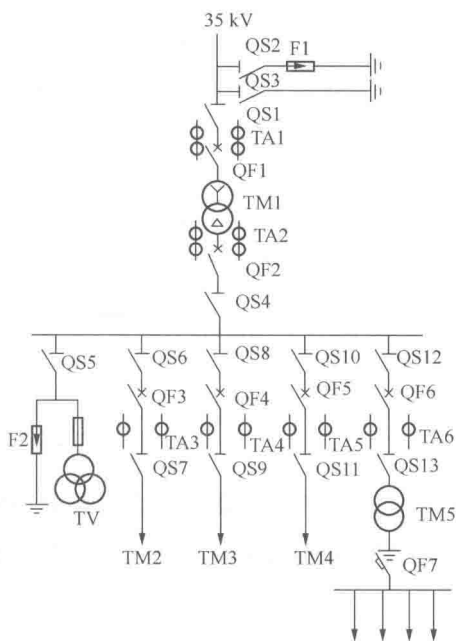 35 kV
QS2 F1
QS3
QS1
TA1
QF1
TM1
TA2
QF2
QS4
QS5 QS6 QS8 QS10 QS12
QF3 QF4 QF5 QF6
F2 TA3 TA4 TA5 TA6
QS7 QS9 QS11 QS13
TV TM5
TM2 TM3 TM4 QF7